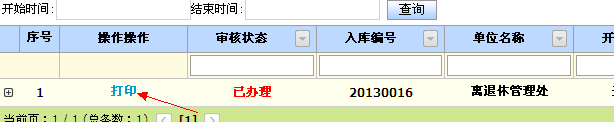 开始时间: 结束时间: 查询
序号 操作操作 审核状态 入库编号 单位名称 开
1 打印 已办理 20130016 离退休管理处
当前页：1 / 1 (总条数：1) [1]